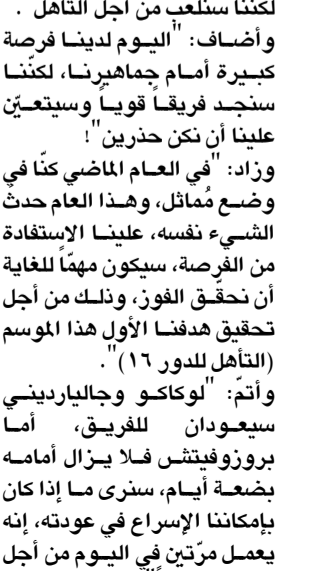 لكننا سنلعب من أجل التأهل".
وأضاف: "اليوم لدينا فرصة
كبيرة أمام جماهيرنا، لكنّنا
سنجد فريقاً قوياً وسيتعيّن
علينا أن نكن حذرين"!
وزاد: "في العام الماضي كنّا في
وضع مُماثل، وهذا العام حدث
الشيء نفسه، علينا الاستفادة
من الفرصة، سيكون مهمّاً للغاية
أن نحقّق الفوز، وذلك من أجل
تحقيق هدفنا الأول هذا الموسم
(التأهل للدور ١٦)".
وأتمّ: "لوكاكو وجالياردينيي
سيعودان للفريق، أما
بروزوفيتش فلا يزال أمامه
بضعة أيام، سنرى ما إذا كان
بإمكاننا الإسراع في عودته، إنه
يعمل مرّتين في اليوم من أجل